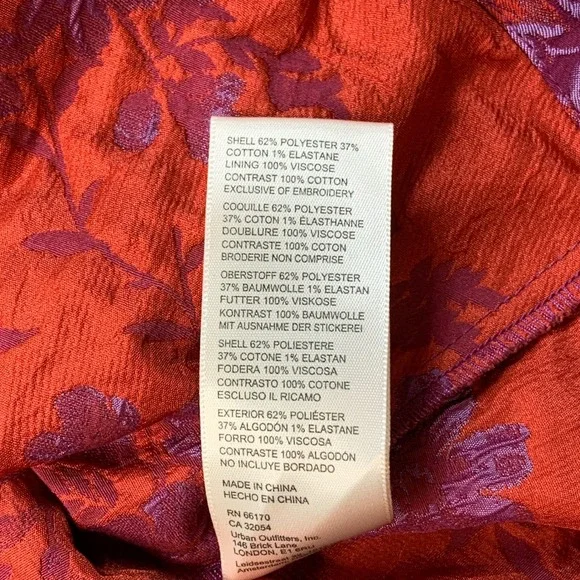 SHELL 62% POLYESTER 37%
COTTON 1% ELASTANE
LINING 100% VISCOSE
CONTRAST 100% COTTON
EXCLUSIVE OF EMBROIDERY
COQUILLE 62% POLYESTER
37% COTON 1% ÉLASTHANNE
DOUBLURE 100% VISCOSE
CONTRASTE 100% COTON
BRODERIE NON COMPRISE
OBERSTOFF 62% POLYESTER
37% BAUMWOLLE 1% ELASTAN
FUTTER 100% VISKOSE
KONTRAST 100% BAUMWOLLE
MIT AUSNAHME DER STICKEREI
SHELL 62% POLIESTERE
37% COTONE 1% ELASTAN
FODERA 100% VISCOSA
CONTRASTO 100% COTONE
ESCLUSO IL RICAMO
EXTERIOR 62% POLIÉSTER
37% ALGODÓN 1% ELASTANE
FORRO 100% VISCOSA
CONTRASTE 100% ALGODÓN
NO INCLUYE BORDADO
MADE IN CHINA
HECHO EN CHINA
RN 66170
CA 32054
Urban Outfitters, Inc.
146 Brick Lane
LONDON, E1 6RU
Leidsestraat
Amsterdam